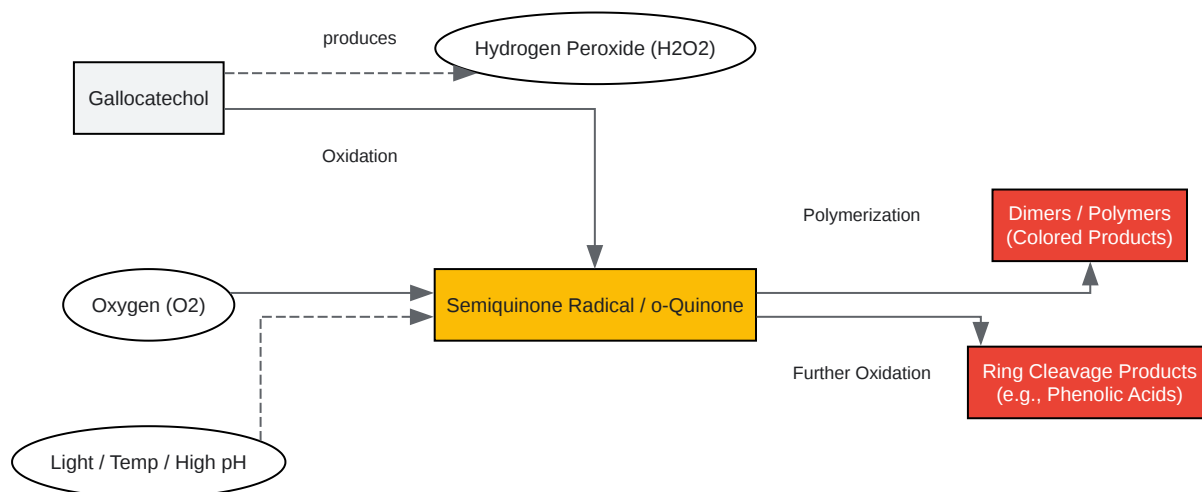 produces
Hydrogen Peroxide (H2O2)
Gallocatechol
Oxidation
Polymerization
Dimers / Polymers
(Colored Products)
Oxygen (O2)
Semiquinone Radical / o-Quinone
Further Oxidation
Ring Cleavage Products
(e.g., Phenolic Acids)
Light / Temp / High pH